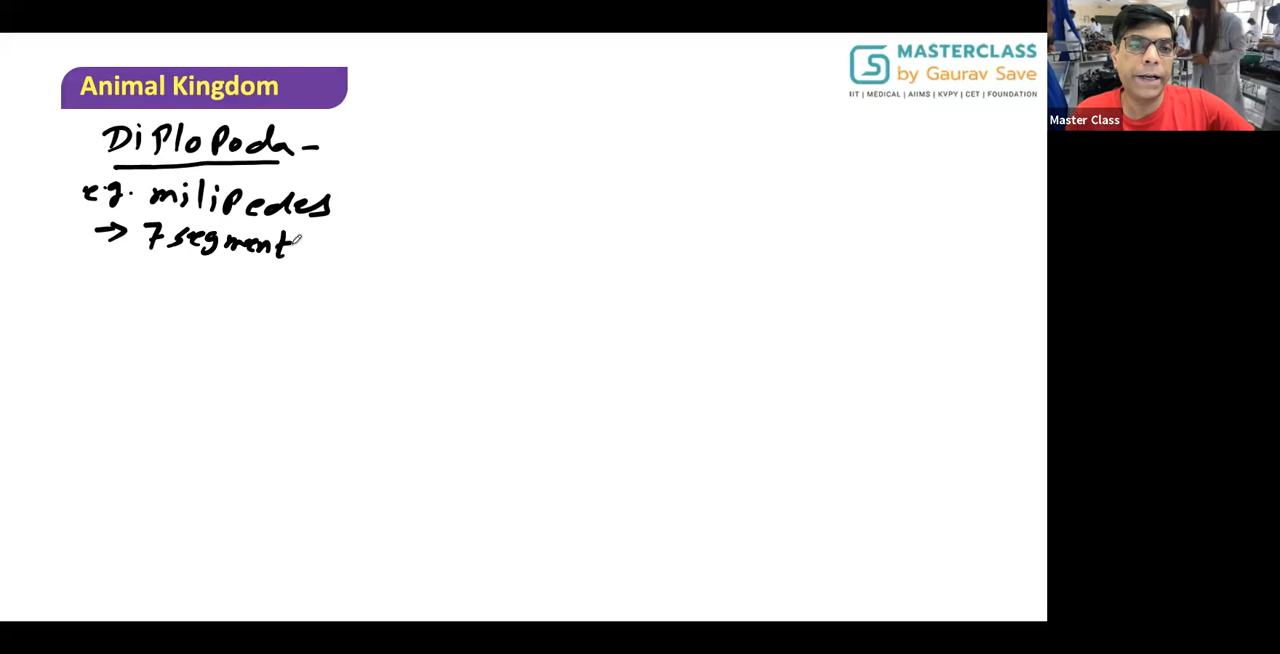 MASTERCLASS
by Gaurav Save
IIT | MEDICAL | AIIMS | KVPY | CET | FOUNDATION
Master Class
Animal Kingdom
Diplopoda -
e.g. milipedes
→ 7 segment